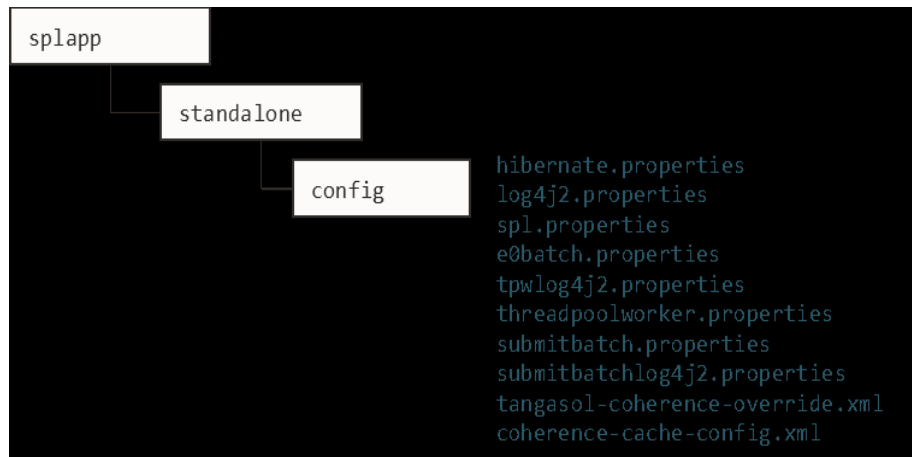 splapp
standalone
config
hibernate.properties
log4j2.properties
spl.properties
e0batch.properties
tpwlog4j2.properties
threadpoolworker.properties
submitbatch.properties
submitbatchlog4j2.properties
tangasol-coherence-override.xml
coherence-cache-config.xml